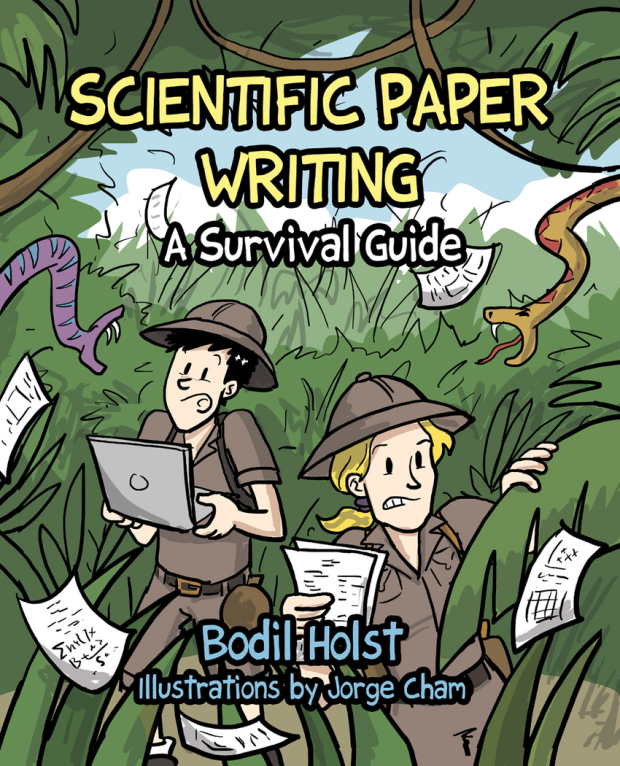 SCIENTIFIC PAPER
WRITING
A Survival Guide
Bodil Holst
Illustrations by Jorge Cham